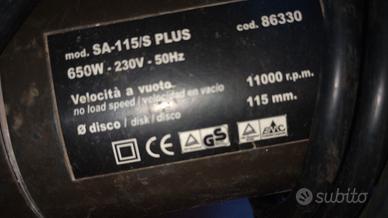 mod. SA-115/S PLUS cod. 86330
650W - 230V - 50Hz
Velocità a vuoto. 11000 r.p.m.
no load speed / velocidad en vacio
Ø disco / disk / disco 115 mm.
CE GS EMC
subito